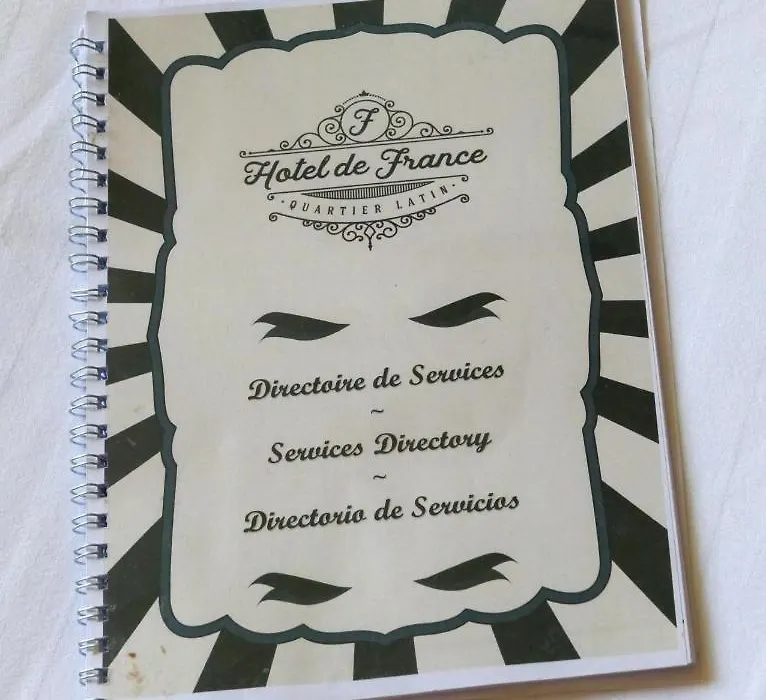 F
Hotel de France
· QUARTIER LATIN ·
Directoire de Services
~
Services Directory
~
Directorio de Servicios